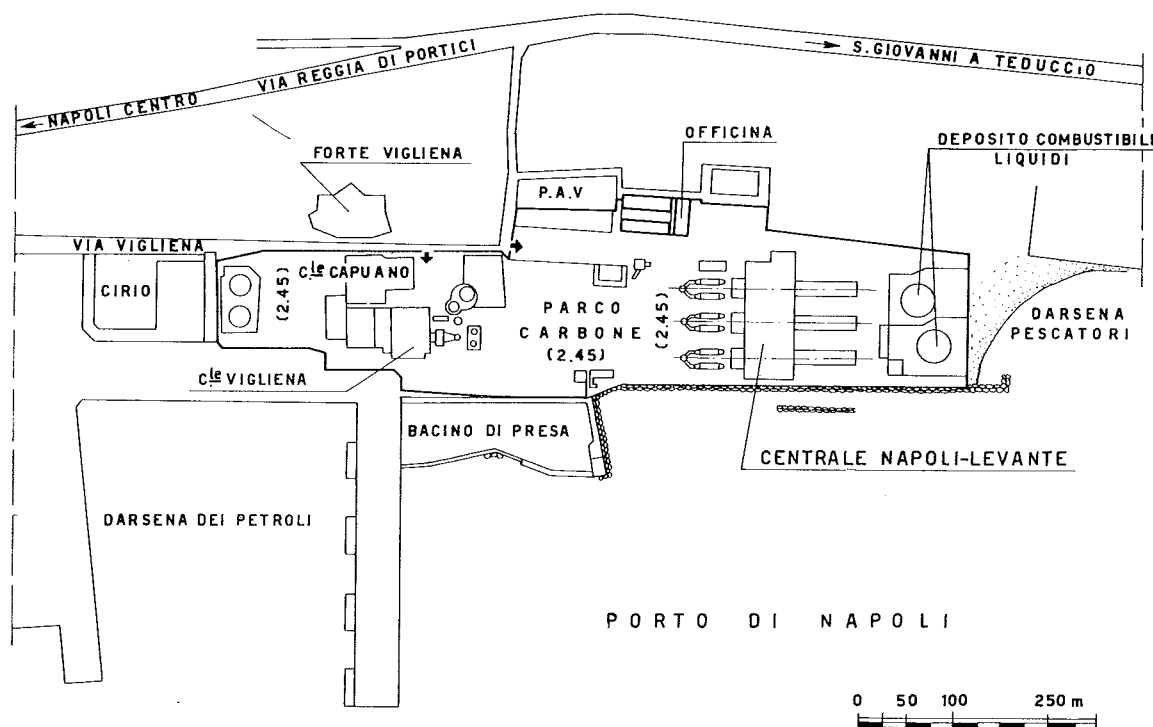 S.GIOVANNI A TEDUCCIO
VIA REGGIA DI PORTICI
NAPOLI CENTRO
FORTE VIGLIENA
OFFICINA
DEPOSITO COMBUSTIBILI
LIQUIDI
P.A.V
VIA VIGLIENA
CIRIO
(2.45)
Cle CAPUANO
PARCO
CARBONE
(2.45)
(2.45)
DARSENA
PESCATORI
Cle VIGLIENA
BACINO DI PRESA
CENTRALE NAPOLI-LEVANTE
DARSENA DEI PETROLI
PORTO DI NAPOLI
0 50 100 250 m